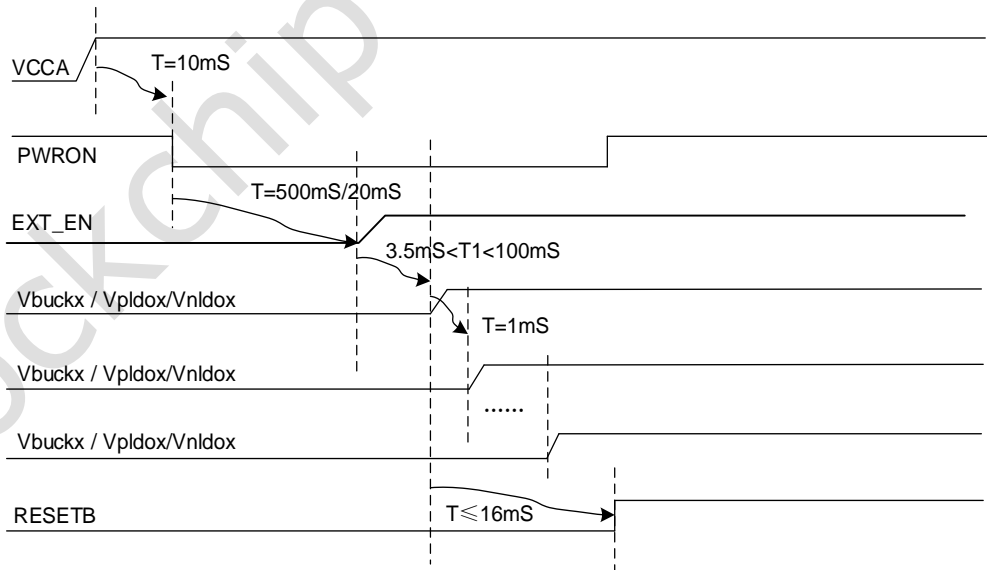 VCCA
T=10mS
PWRON
T=500mS/20mS
EXT_EN
3.5mS<T1<100mS
Vbuckx / Vpldox/Vnldox
T=1mS
Vbuckx / Vpldox/Vnldox
......
Vbuckx / Vpldox/Vnldox
T≤16mS
RESETB
ockchip